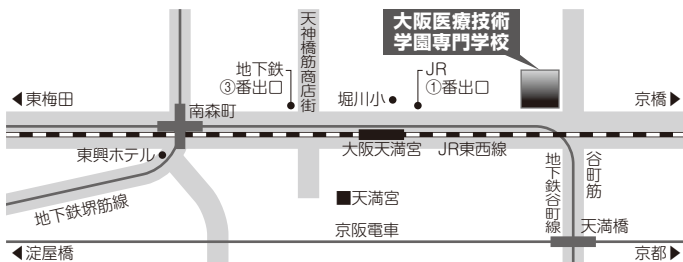 大阪医療技術
学園専門学校
天神橋筋商店街
地下鉄
③番出口
JR
①番出口
堀川小
◀東梅田
京橋▶
南森町
東興ホテル
大阪天満宮
JR東西線
地下鉄谷町線
谷町筋
地下鉄堺筋線
■天満宮
天満橋
京阪電車
◀淀屋橋
京都▶